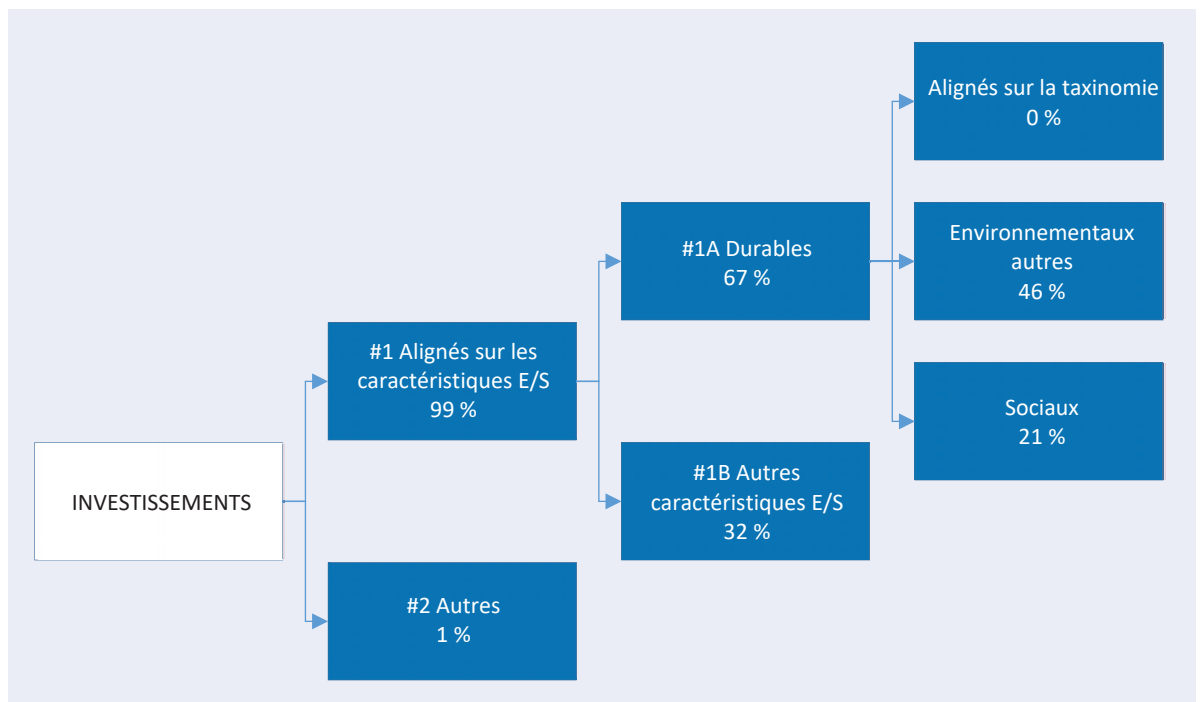 INVESTISSEMENTS
#1 Alignés sur les
caractéristiques E/S
99 %
#2 Autres
1 %
#1A Durables
67 %
#1B Autres
caractéristiques E/S
32 %
Alignés sur la taxinomie
0 %
Environnementaux
autres
46 %
Sociaux
21 %